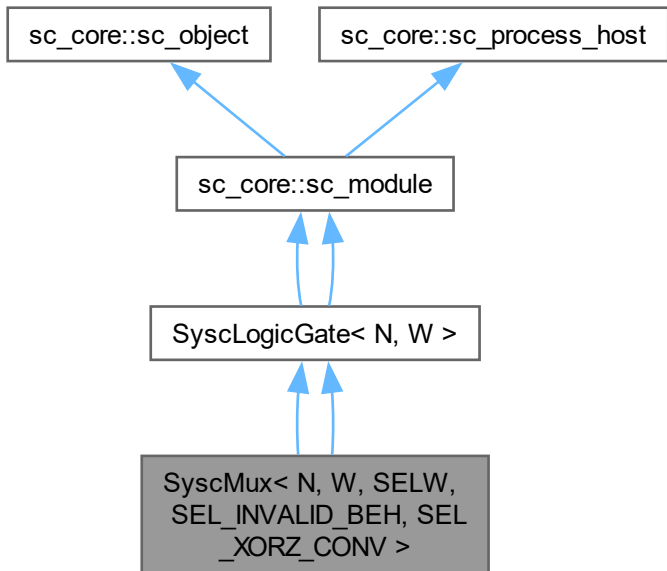 sc_core::sc_object
sc_core::sc_process_host
sc_core::sc_module
SyscLogicGate< N, W >
SyscMux< N, W, SELW,
SEL_INVALID_BEH, SEL
_XORZ_CONV >